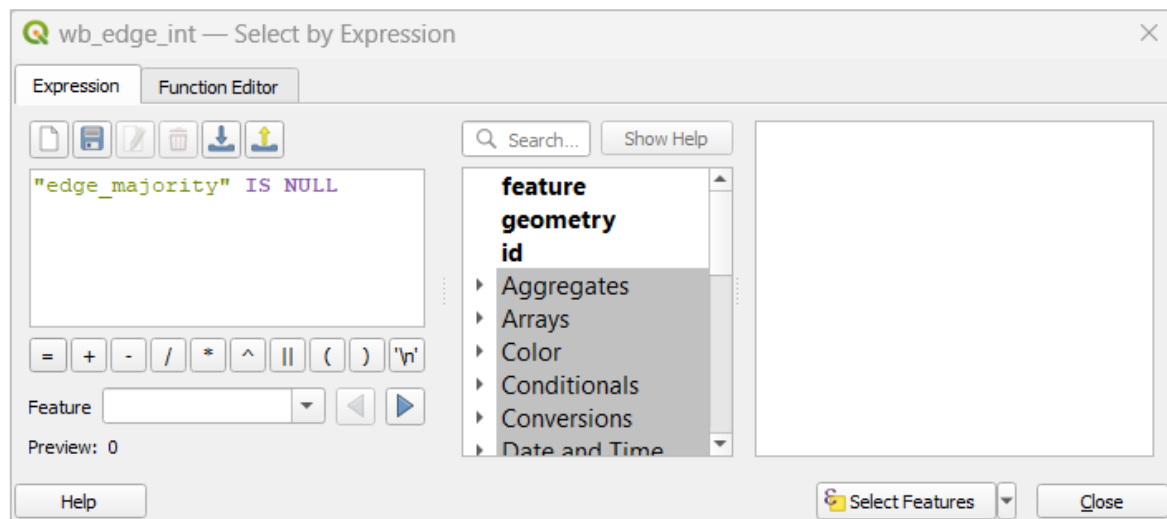 wb_edge_int — Select by Expression
Expression
Function Editor
"edge_majority" IS NULL
= + - / * ^ || ( ) '\n'
Feature
Preview: 0
Search...
Show Help
feature
geometry
id
Aggregates
Arrays
Color
Conditionals
Conversions
Date and Time
Help
Select Features
Close